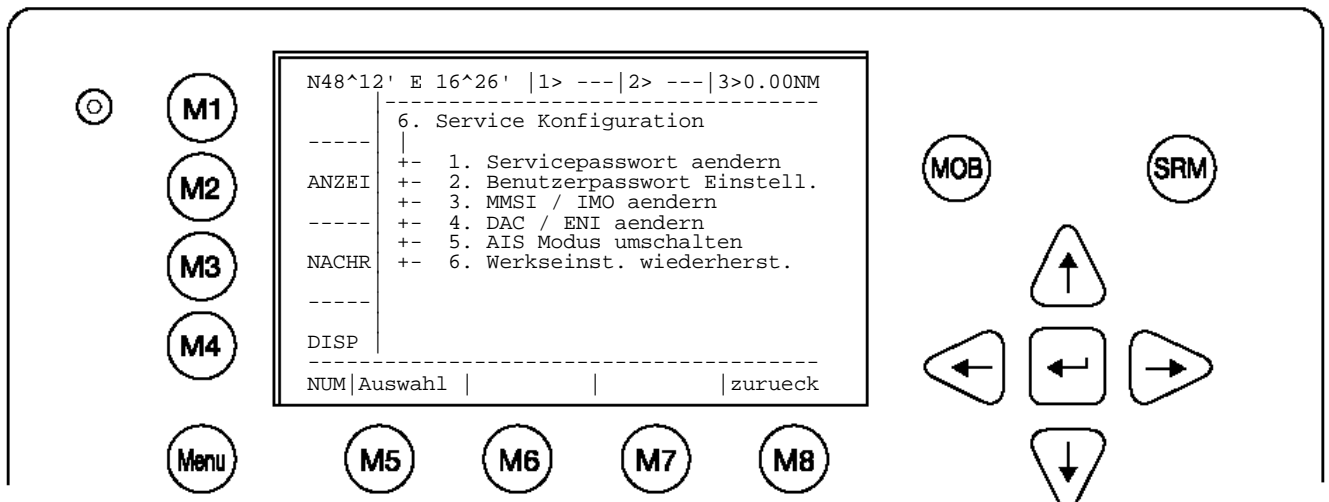 N48^12' E 16^26' |1> ---|2> ---|3>0.00NM
6. Service Konfiguration
+- 1. Servicepasswort aendern
ANZEI +- 2. Benutzerpasswort Einstell.
+- 3. MMSI / IMO aendern
+- 4. DAC / ENI aendern
+- 5. AIS Modus umschalten
NACHR +- 6. Werkseinst. wiederherst.
DISP
NUM|Auswahl | | |zurueck
M1
M2
M3
M4
Menu
M5
M6
M7
M8
MOB
SRM